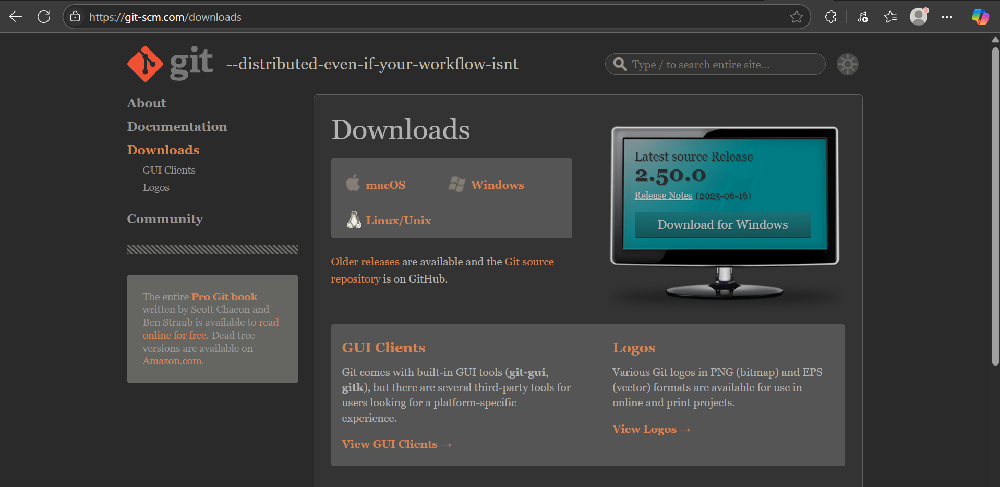 https://git-scm.com/downloads
git --distributed-even-if-your-workflow-isnt
Type / to search entire site...
About
Documentation
Downloads
GUI Clients
Logos
Community
The entire Pro Git book
written by Scott Chacon and
Ben Straub is available to read
online for free. Dead tree
versions are available on
Amazon.com.
Downloads
macOS
Windows
Linux/Unix
Older releases are available and the Git source
repository is on GitHub.
Latest source Release
2.50.0
Release Notes (2025-06-16)
Download for Windows
GUI Clients
Git comes with built-in GUI tools (git-gui,
gitk), but there are several third-party tools for
users looking for a platform-specific
experience.
View GUI Clients →
Logos
Various Git logos in PNG (bitmap) and EPS
(vector) formats are available for use in
online and print projects.
View Logos →